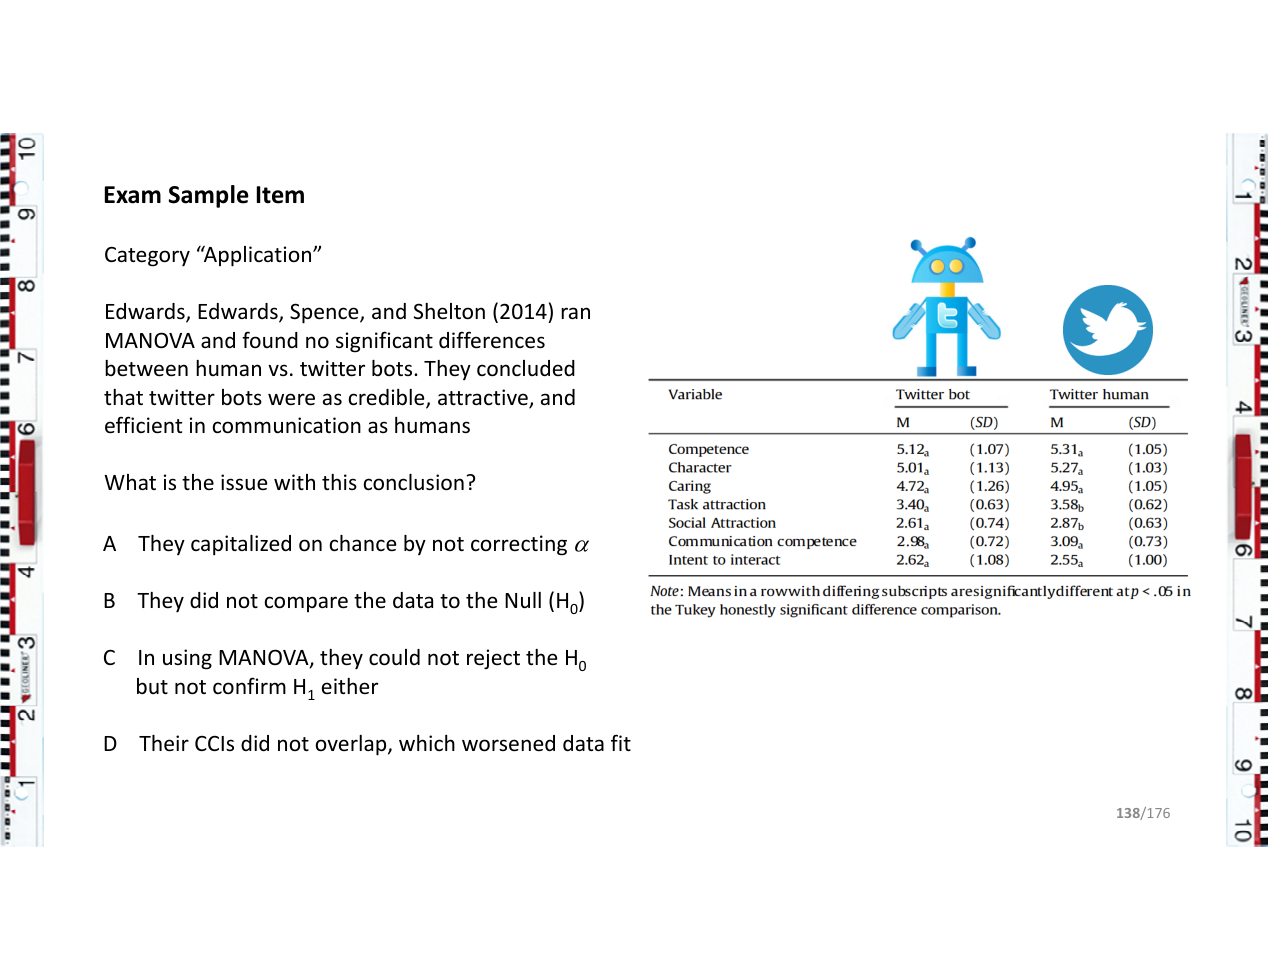 Exam Sample Item
Category “Application”
Edwards, Edwards, Spence, and Shelton (2014) ran
MANOVA and found no significant differences
between human vs. twitter bots. They concluded
that twitter bots were as credible, attractive, and
efficient in communication as humans
What is the issue with this conclusion?
A They capitalized on chance by not correcting α
B They did not compare the data to the Null (H0)
C In using MANOVA, they could not reject the H0
but not confirm H1 either
D Their CCIs did not overlap, which worsened data fit
Variable Twitter bot Twitter human
M (SD) M (SD)
Competence 5.12a (1.07) 5.31a (1.05)
Character 5.01a (1.13) 5.27a (1.03)
Caring 4.72a (1.26) 4.95a (1.05)
Task attraction 3.40a (0.63) 3.58b (0.62)
Social Attraction 2.61a (0.74) 2.87b (0.63)
Communication competence 2.98a (0.72) 3.09a (0.73)
Intent to interact 2.62a (1.08) 2.55a (1.00)
Note: Means in a row with differing subscripts are significantly different at p < .05 in
the Tukey honestly significant difference comparison.
138/176
10
9
8
7
6
4
3
GEOLINER
2
1
1
2
GEOLINER
3
4
6
7
8
9
10
t